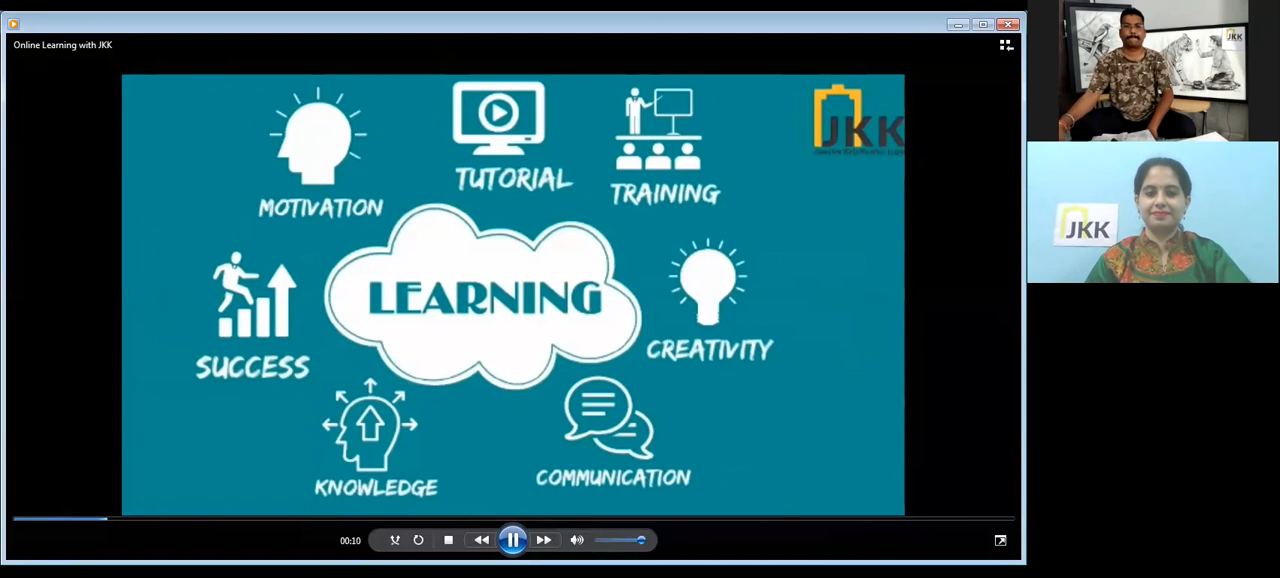 Online Learning with JKK
MOTIVATION
TUTORIAL
TRAINING
JKK
LEARNING
SUCCESS
CREATIVITY
KNOWLEDGE
COMMUNICATION
00:10
JKK
JKK